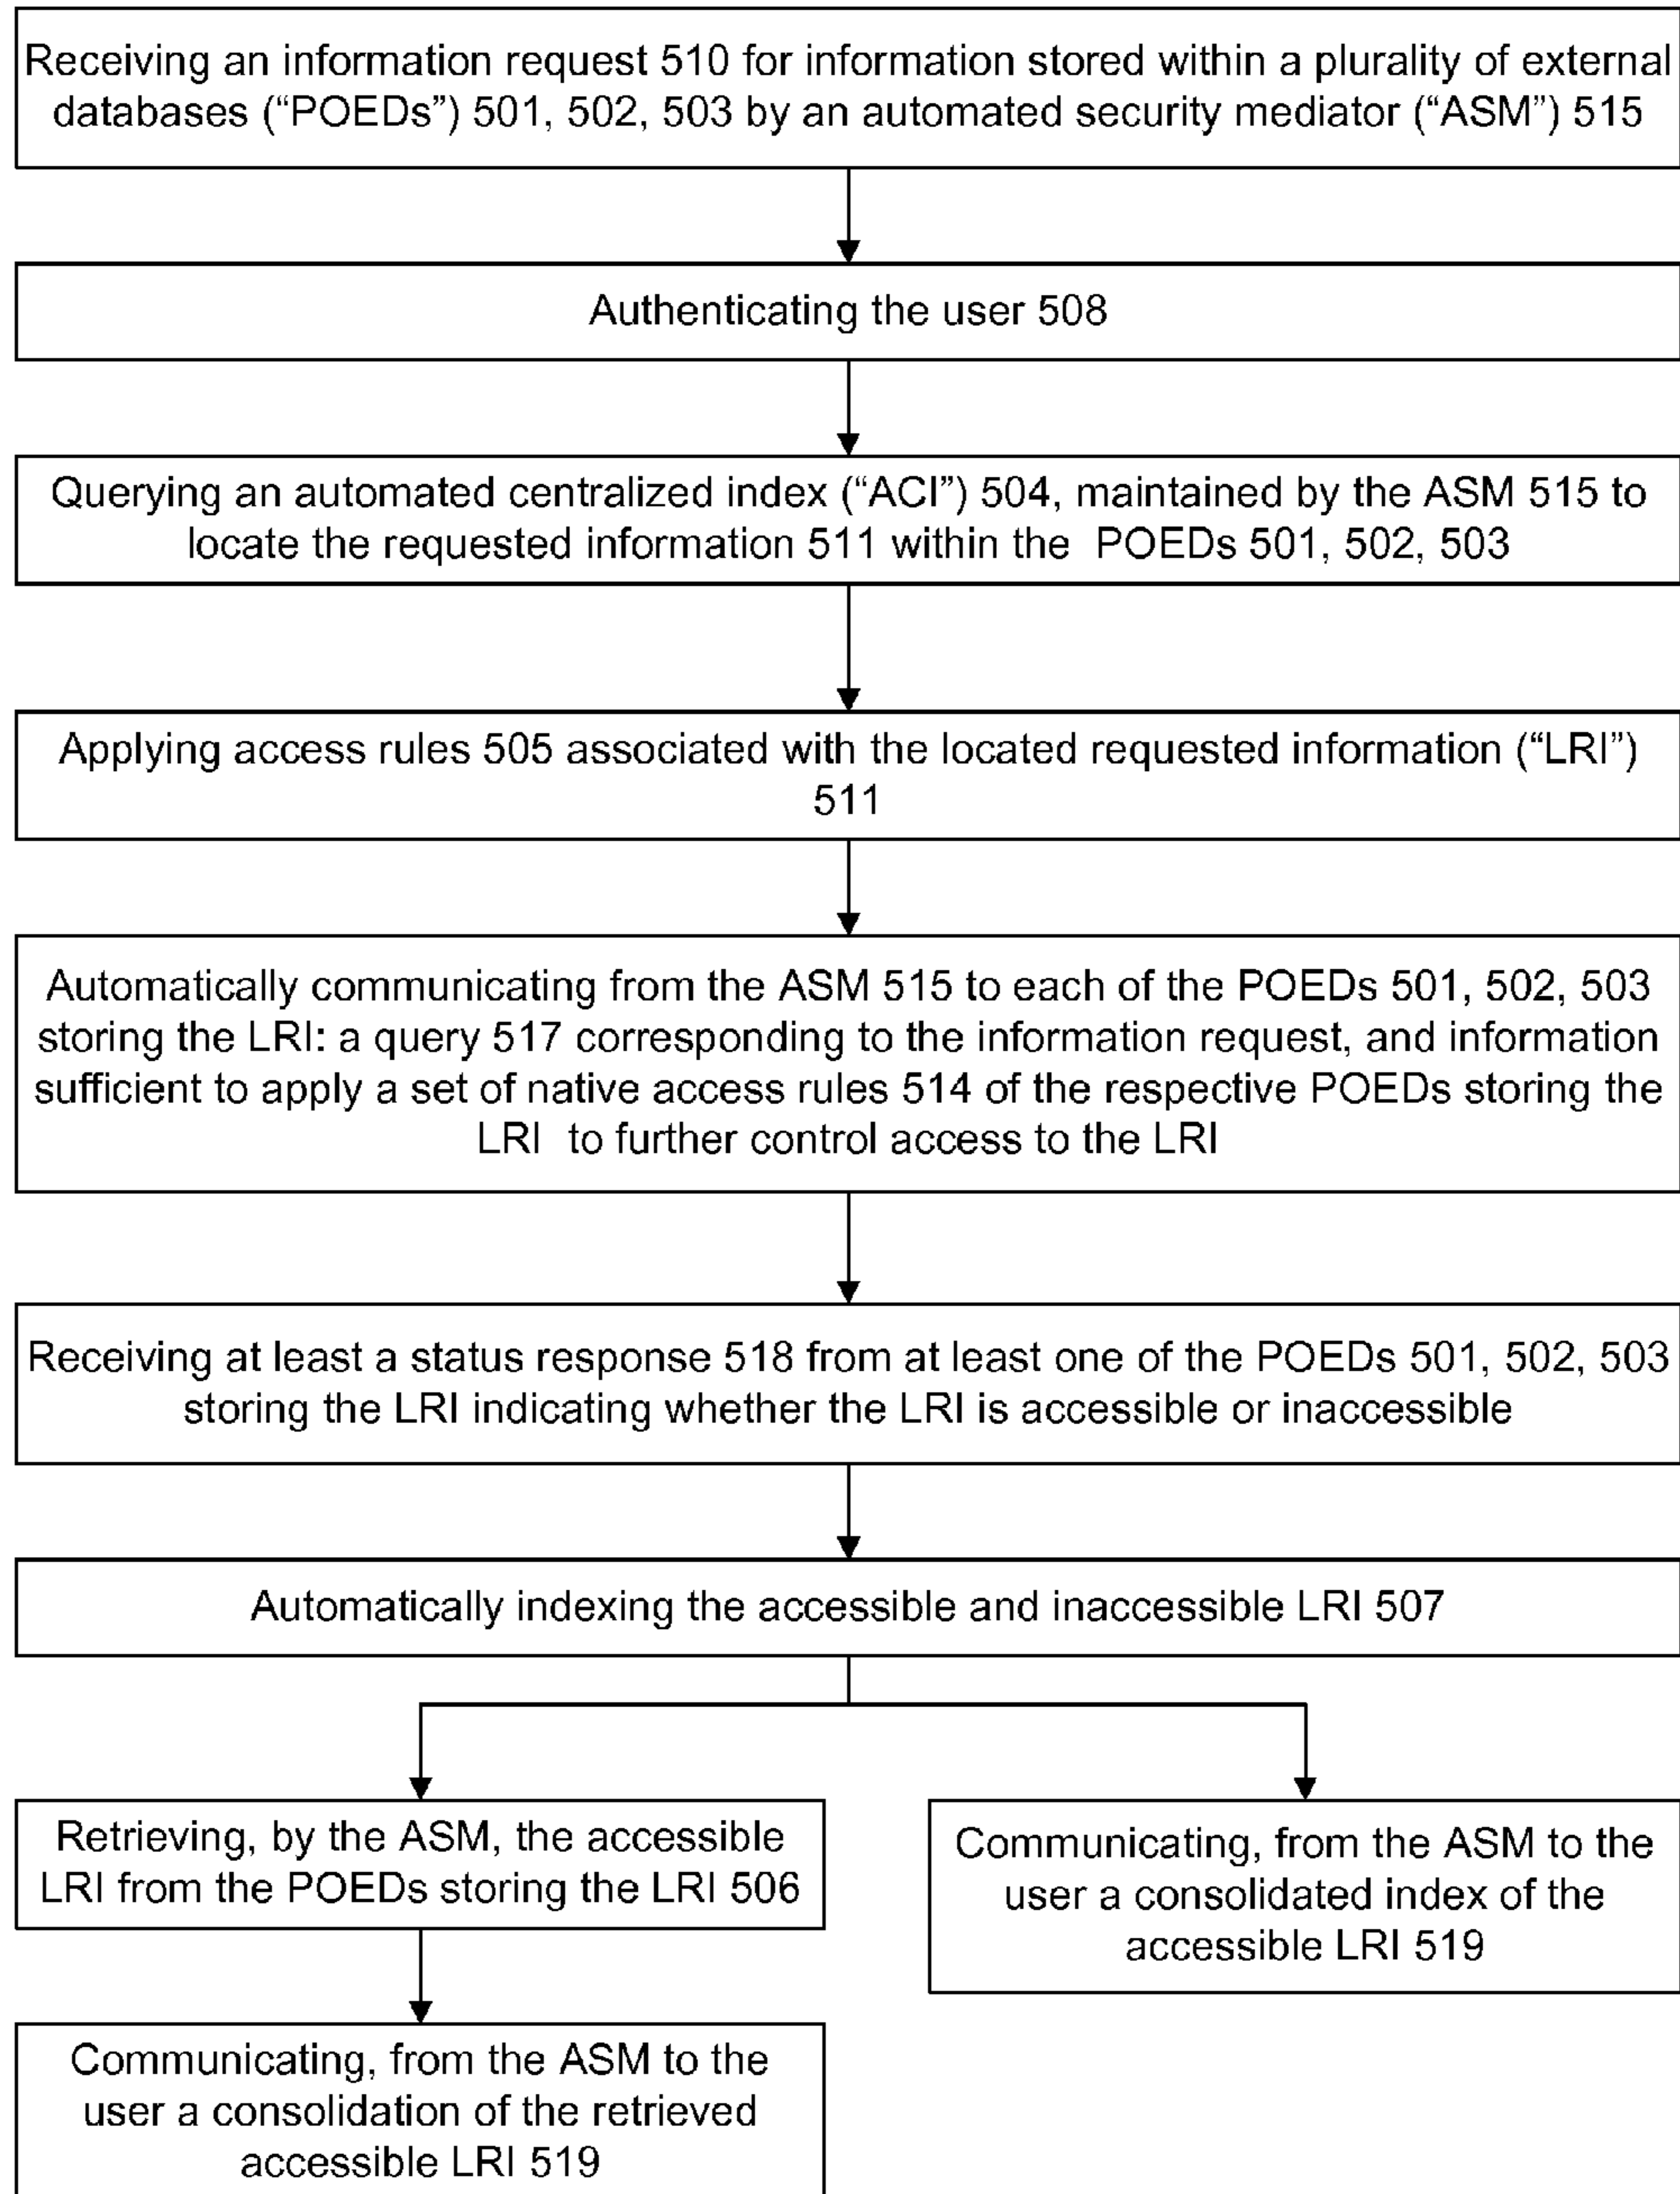 Receiving an information request 510 for information stored within a plurality of external
databases (“POEDs”) 501, 502, 503 by an automated security mediator (“ASM”) 515
Authenticating the user 508
Querying an automated centralized index (“ACI”) 504, maintained by the ASM 515 to
locate the requested information 511 within the POEDs 501, 502, 503
Applying access rules 505 associated with the located requested information (“LRI”)
511
Automatically communicating from the ASM 515 to each of the POEDs 501, 502, 503
storing the LRI: a query 517 corresponding to the information request, and information
sufficient to apply a set of native access rules 514 of the respective POEDs storing the
LRI to further control access to the LRI
Receiving at least a status response 518 from at least one of the POEDs 501, 502, 503
storing the LRI indicating whether the LRI is accessible or inaccessible
Automatically indexing the accessible and inaccessible LRI 507
Retrieving, by the ASM, the accessible
LRI from the POEDs storing the LRI 506
Communicating, from the ASM to the
user a consolidation of the retrieved
accessible LRI 519
Communicating, from the ASM to the
user a consolidated index of the
accessible LRI 519